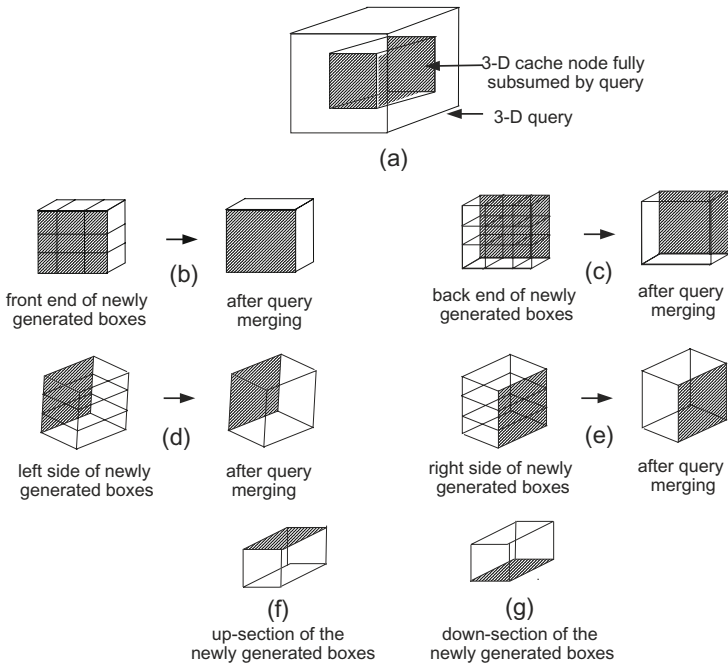 3-D cache node fully
subsumed by query
3-D query
(a)
(b)
front end of newly
generated boxes
after query
merging
(c)
back end of newly
generated boxes
after query
merging
(d)
left side of newly
generated boxes
after query
merging
(e)
right side of newly
generated boxes
after query
merging
(f)
up-section of the
newly generated boxes
(g)
down-section of the
newly generated boxes